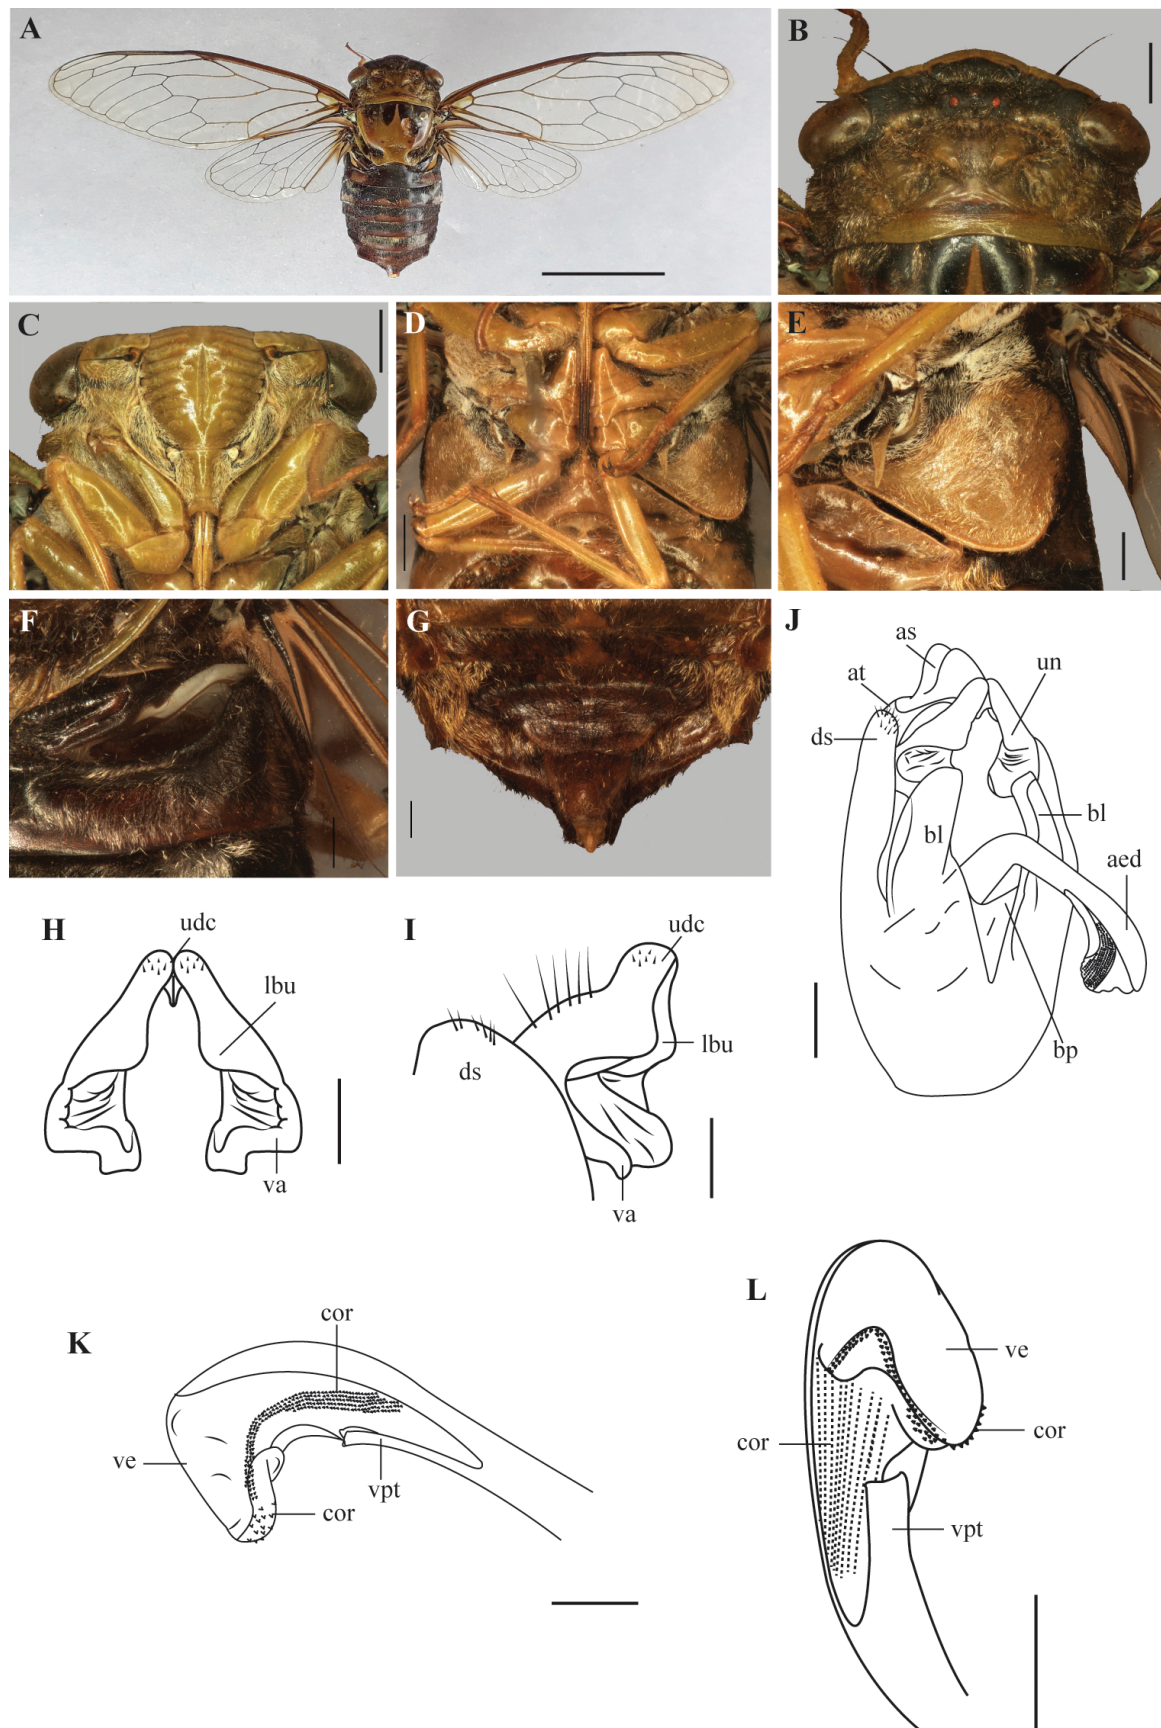 A
B
C
D
E
F
G
J
as
at
un
ds
bl
bl
aed
bp
H
udc
lbu
va
I
udc
lbu
ds
va
K
cor
ve
vpt
cor
L
ve
cor
cor
vpt